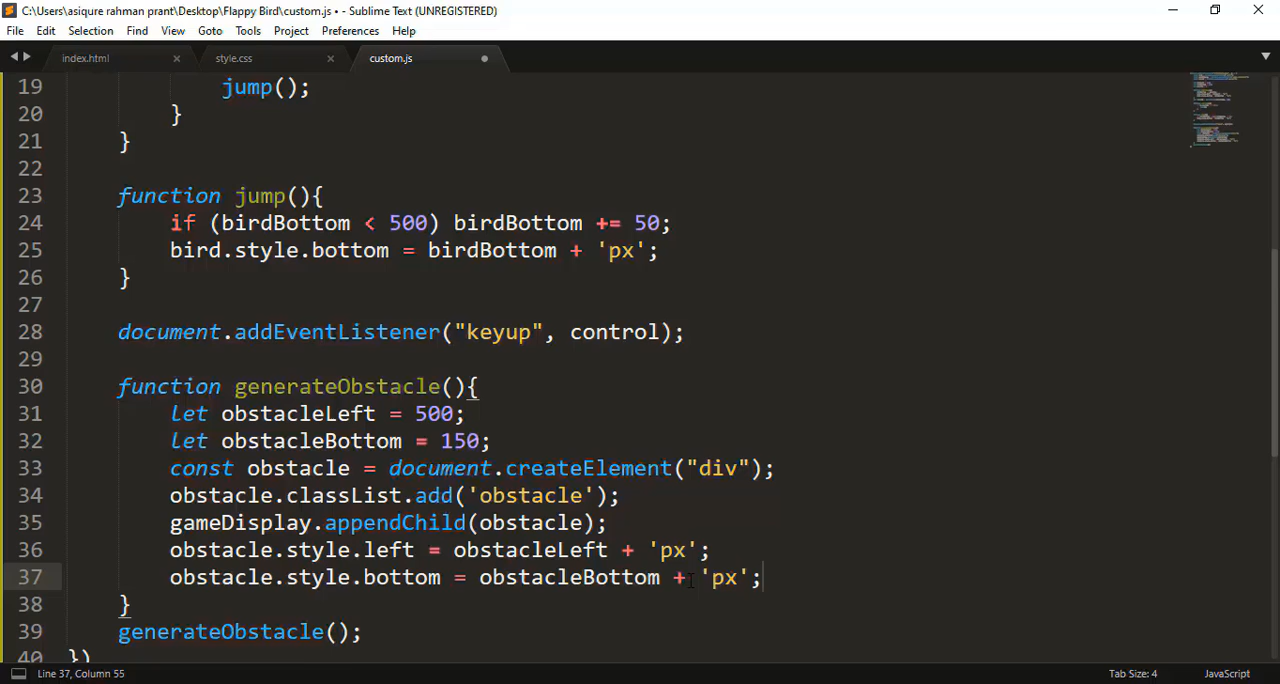 C:\Users\asiqure rahman prant\Desktop\Flappy Bird\custom.js • - Sublime Text (UNREGISTERED)
File Edit Selection Find View Goto Tools Project Preferences Help
index.html style.css custom.js
19 jump();
20 }
21 }
22
23 function jump(){
24 if (birdBottom < 500) birdBottom += 50;
25 bird.style.bottom = birdBottom + 'px';
26 }
27
28 document.addEventListener("keyup", control);
29
30 function generateObstacle(){
31 let obstacleLeft = 500;
32 let obstacleBottom = 150;
33 const obstacle = document.createElement("div");
34 obstacle.classList.add('obstacle');
35 gameDisplay.appendChild(obstacle);
36 obstacle.style.left = obstacleLeft + 'px';
37 obstacle.style.bottom = obstacleBottom + 'px';
38 }
39 generateObstacle();
40 })
Line 37, Column 55 Tab Size: 4 JavaScript